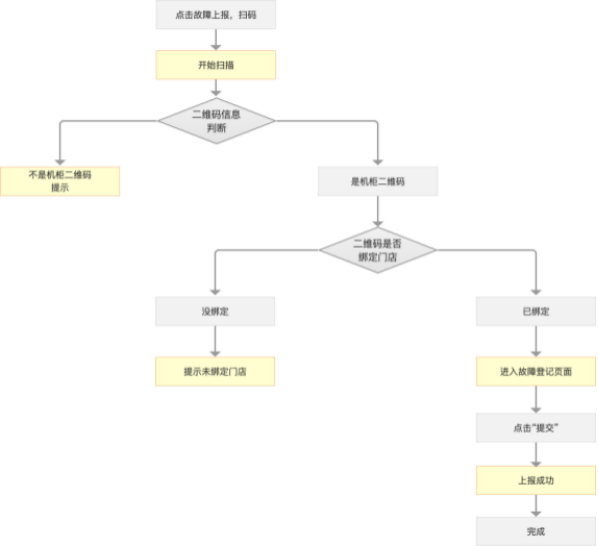 点击故障上报，扫码
开始扫描
二维码信息
判断
不是机柜二维码
提示
是机柜二维码
二维码是否
绑定门店
没绑定
已绑定
提示未绑定门店
进入故障登记页面
点击“提交”
上报成功
完成